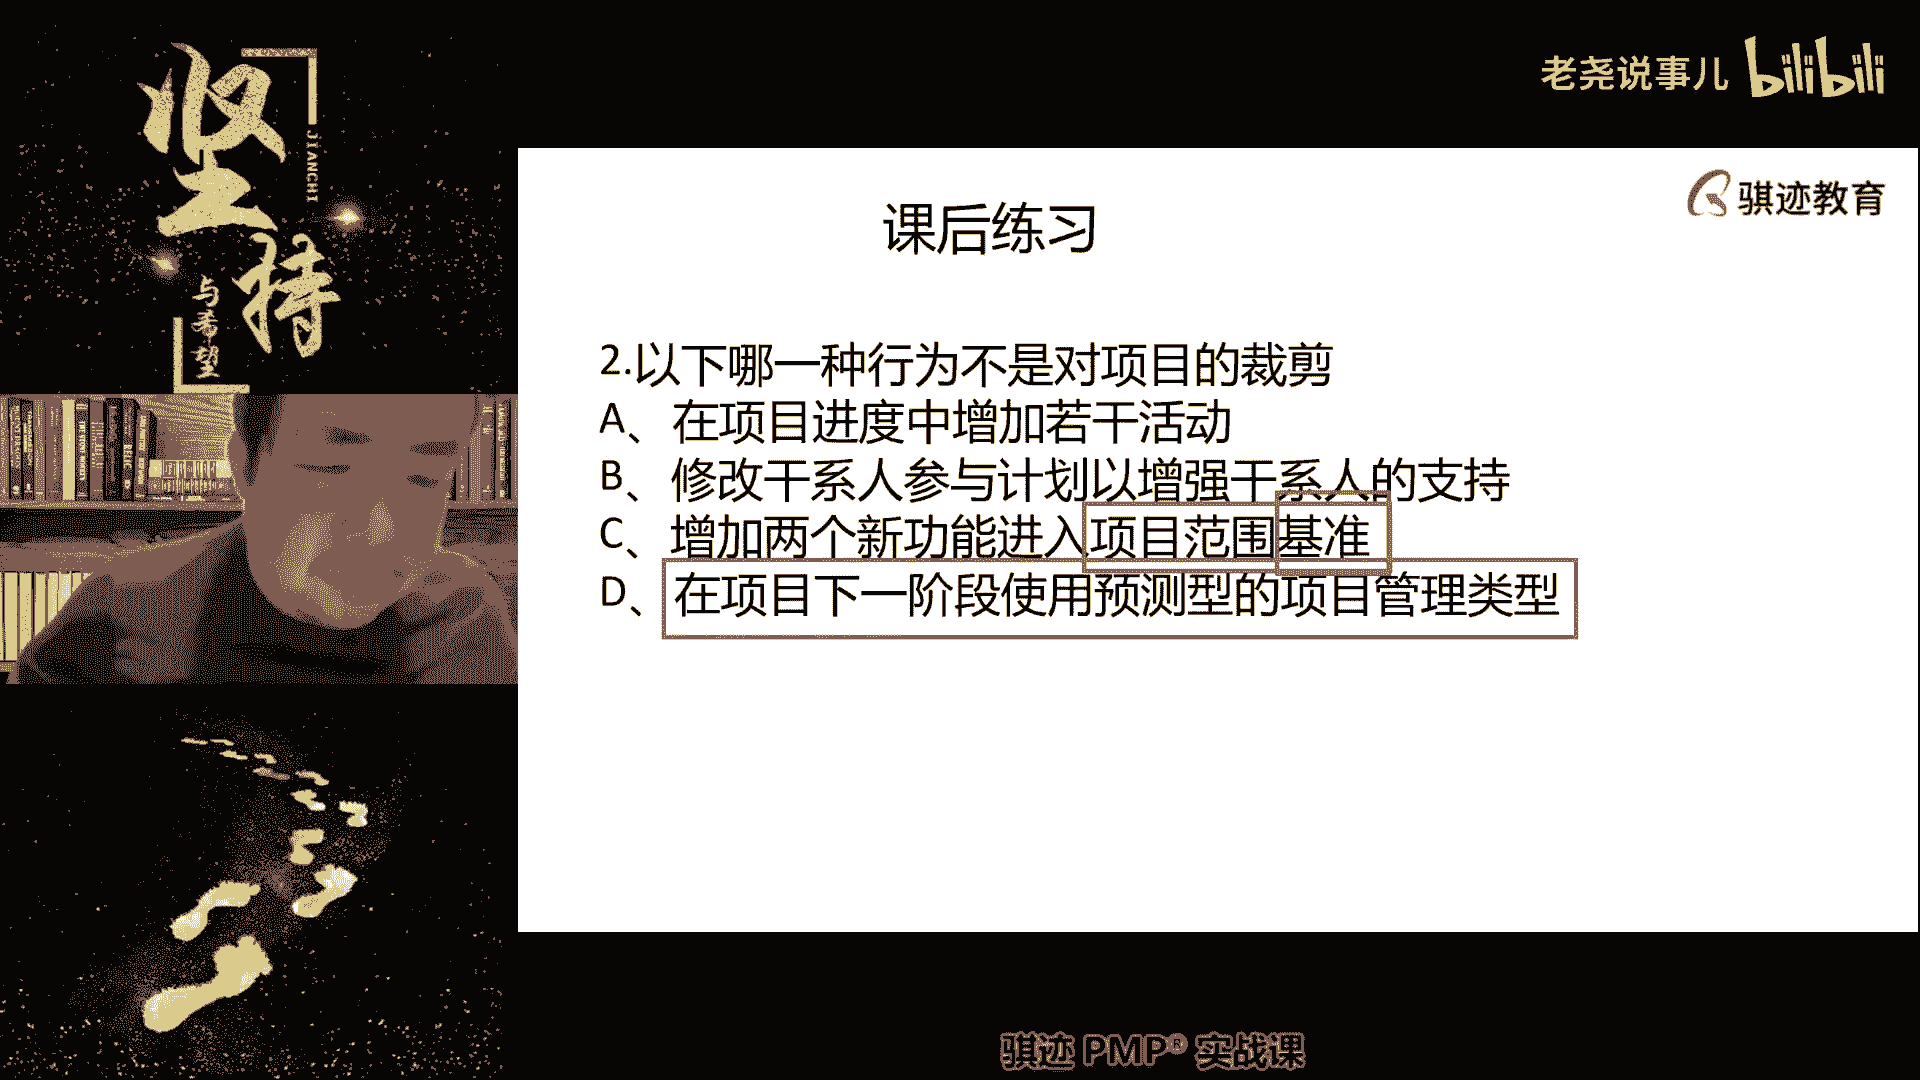 坚持
JIANCHI
与希望
老尧说事儿 bilibili
骐迹教育
课后练习
2.以下哪一种行为不是对项目的裁剪
A、在项目进度中增加若干活动
B、修改干系人参与计划以增强干系人的支持
C、增加两个新功能进入项目范围基准
D、在项目下一阶段使用预测型的项目管理类型
骐迹 PMP® 实战课